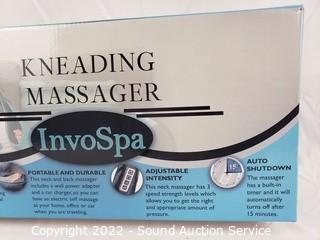 KNEADING
MASSAGER
InvoSpa
PORTABLE AND DURABLE
This neck and back massager
includes a wall power adapter
and a car charger, so you can
have an electric self massage
at your home, office or car
when you are traveling.
ADJUSTABLE
INTENSITY
This neck massager has 3
speed strength levels which
allows you to get the right
and appropriate amount of
pressure.
15
AUTO
SHUTDOWN
The massager
has a built-in
timer and it will
automatically
turns off after
15 minutes.
Copyright 2022 - Sound Auction Service